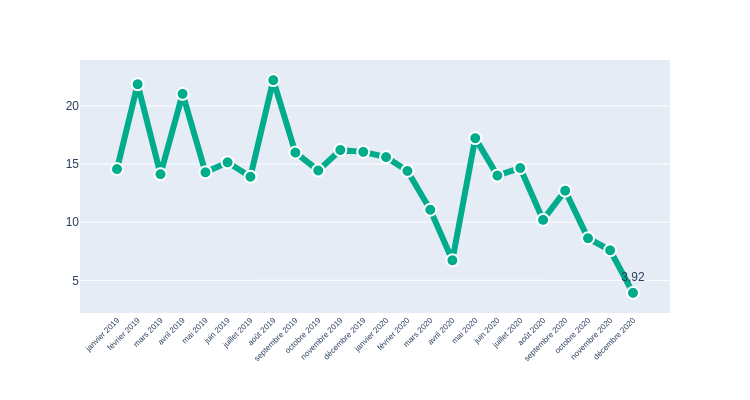 20
15
10
5
3.92
janvier 2019
février 2019
mars 2019
avril 2019
mai 2019
juin 2019
juillet 2019
août 2019
septembre 2019
octobre 2019
novembre 2019
décembre 2019
janvier 2020
février 2020
mars 2020
avril 2020
mai 2020
juin 2020
juillet 2020
août 2020
septembre 2020
octobre 2020
novembre 2020
décembre 2020